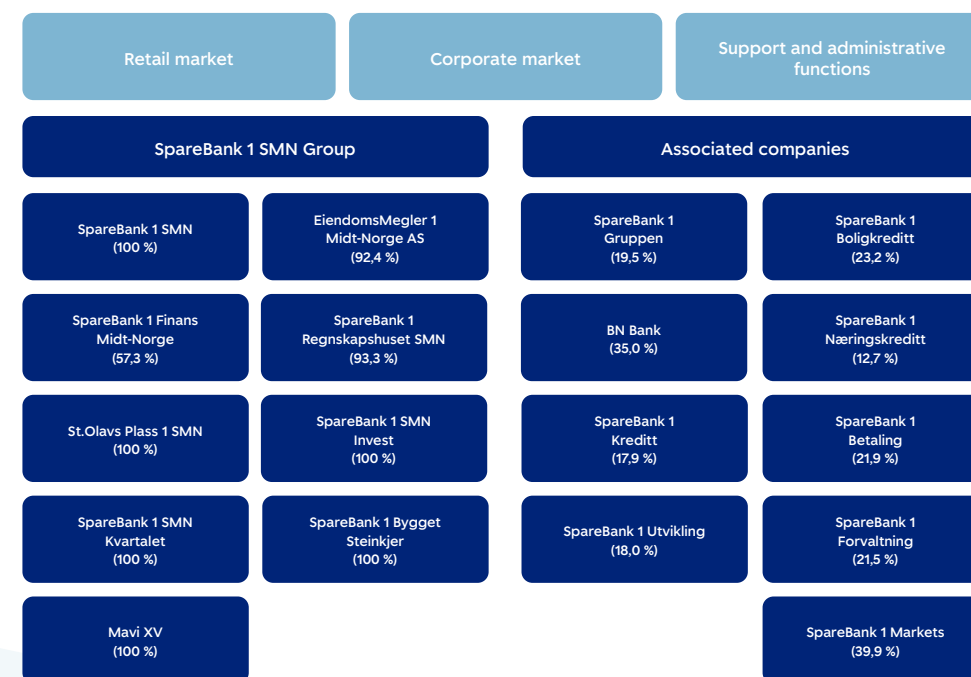 Retail market
Corporate market
Support and administrative
functions
SpareBank 1 SMN Group
Associated companies
SpareBank 1 SMN
(100 %)
EiendomsMegler 1
Midt-Norge AS
(92,4 %)
SpareBank 1
Gruppen
(19,5 %)
SpareBank 1
Boligkreditt
(23,2 %)
SpareBank 1 Finans
Midt-Norge
(57,3 %)
SpareBank 1
Regnskapshuset SMN
(93,3 %)
BN Bank
(35,0 %)
SpareBank 1
Næringskreditt
(12,7 %)
St.Olavs Plass 1 SMN
(100 %)
SpareBank 1 SMN
Invest
(100 %)
SpareBank 1
Kreditt
(17,9 %)
SpareBank 1
Betaling
(21,9 %)
SpareBank 1 SMN
Kvartalet
(100 %)
SpareBank 1 Bygget
Steinkjer
(100 %)
SpareBank 1 Utvikling
(18,0 %)
SpareBank 1
Forvaltning
(21,5 %)
Mavi XV
(100 %)
SpareBank 1 Markets
(39,9 %)